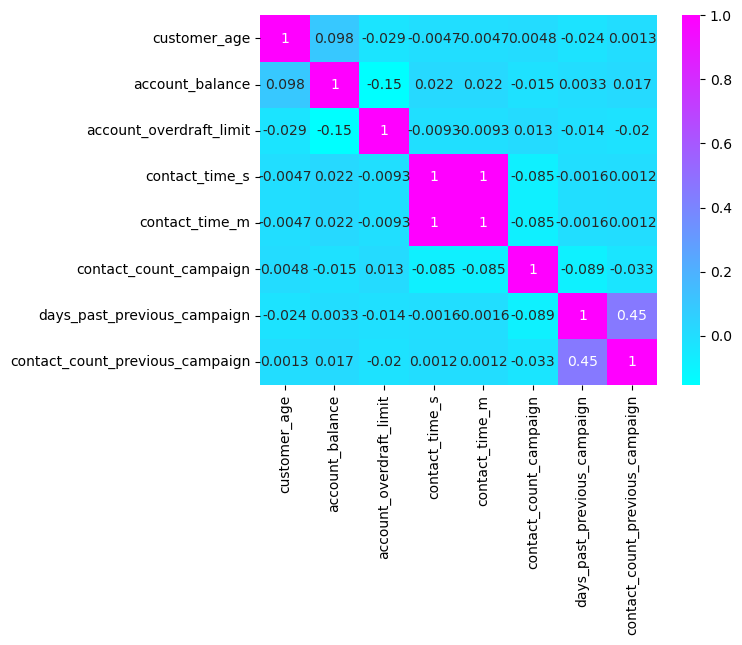 customer_age 1 0.098 -0.029 -0.0047 -0.0047 0.0048 -0.024 0.0013
account_balance 0.098 1 -0.15 0.022 0.022 -0.015 0.0033 0.017
account_overdraft_limit -0.029 -0.15 1 -0.0093 -0.0093 0.013 -0.014 -0.02
contact_time_s -0.0047 0.022 -0.0093 1 1 -0.085 -0.0016 0.0012
contact_time_m -0.0047 0.022 -0.0093 1 1 -0.085 -0.0016 0.0012
contact_count_campaign 0.0048 -0.015 0.013 -0.085 -0.085 1 -0.089 -0.033
days_past_previous_campaign -0.024 0.0033 -0.014 -0.0016 -0.0016 -0.089 1 0.45
contact_count_previous_campaign 0.0013 0.017 -0.02 0.0012 0.0012 -0.033 0.45 1
customer_age
account_balance
account_overdraft_limit
contact_time_s
contact_time_m
contact_count_campaign
days_past_previous_campaign
contact_count_previous_campaign
1.0
0.8
0.6
0.4
0.2
0.0